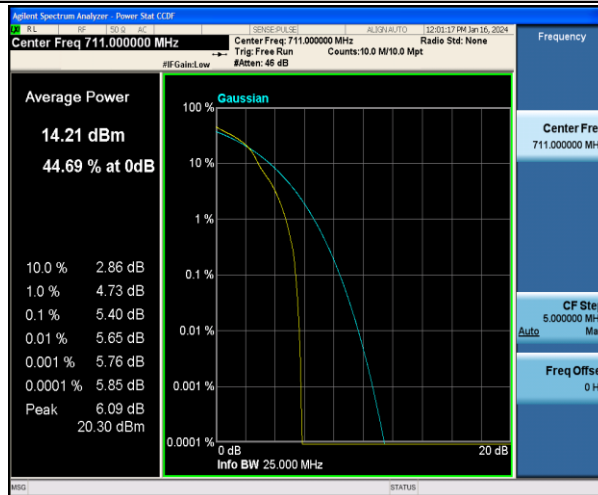 Agilent Spectrum Analyzer - Power Stat CCDF
RL RF 50 Ω AC SENSE:PULSE ALIGN AUTO 12:01:17 PM Jan 16, 2024
Center Freq 711.000000 MHz
Center Freq: 711.000000 MHz
Radio Std: None
Trig: Free Run Counts:10.0 M/10.0 Mpt
#IFGain:Low #Atten: 46 dB
Frequency
Average Power
14.21 dBm
44.69 % at 0dB
10.0 % 2.86 dB
1.0 % 4.73 dB
0.1 % 5.40 dB
0.01 % 5.65 dB
0.001 % 5.76 dB
0.0001 % 5.85 dB
Peak 6.09 dB
20.30 dBm
Gaussian
100 %
10 %
1 %
0.1 %
0.01 %
0.001 %
0.0001 %
0 dB 20 dB
Info BW 25.000 MHz
Center Fre
711.000000 MH
CF Ste
5.000000 MH
Auto Ma
Freq Offse
0 H
MSG STATUS